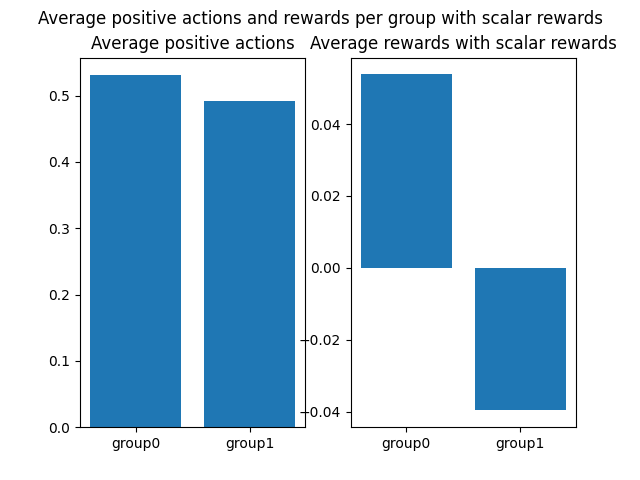 Average positive actions and rewards per group with scalar rewards
Average positive actions
0.5
0.4
0.3
0.2
0.1
0.0
group0 group1
Average rewards with scalar rewards
0.04
0.02
0.00
−0.02
−0.04
group0 group1